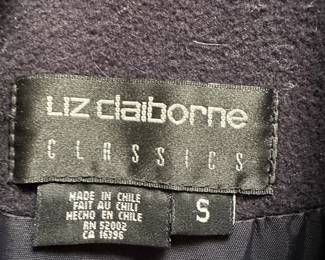 Liz claiborne
CLASSICS
MADE IN CHILE
FAIT AU CHILI
HECHO EN CHILE
RN 52002
CA 16396
S